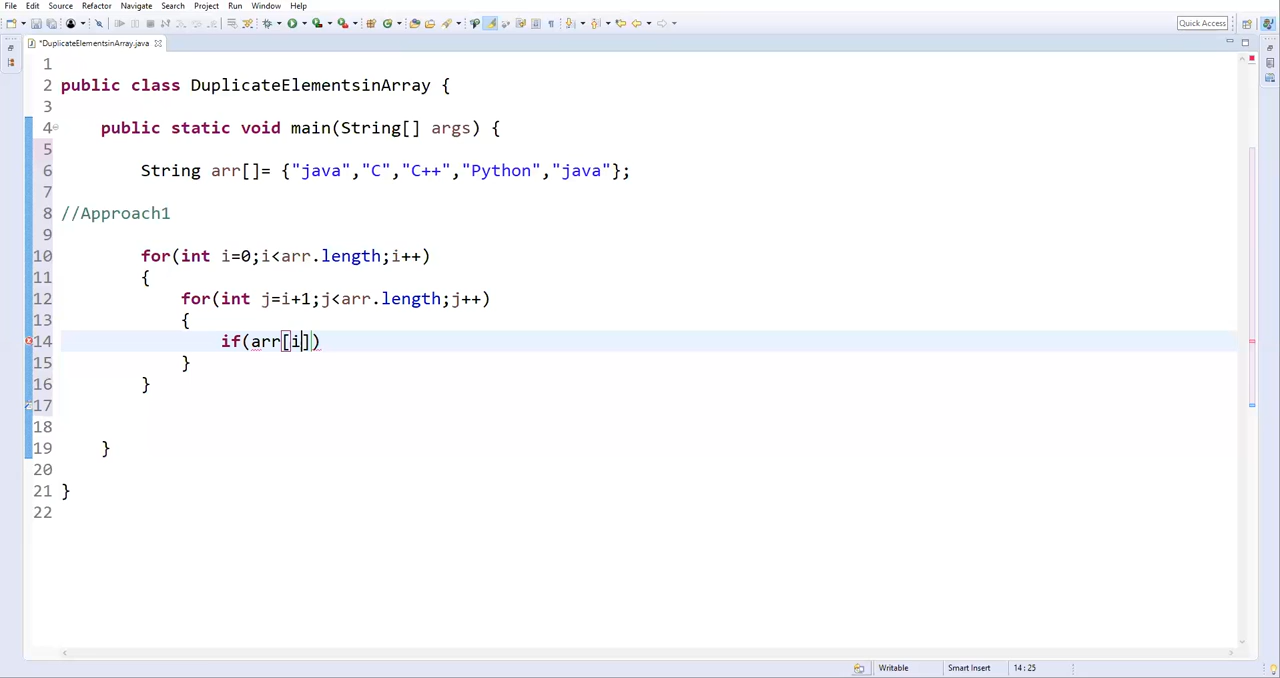 File Edit Source Refactor Navigate Search Project Run Window Help
Quick Access
*DuplicateElementsinArray.java
1
2 public class DuplicateElementsinArray {
3
4 public static void main(String[] args) {
5
6 String arr[]= {"java","C","C++","Python","java"};
7
8 //Approach1
9
10 for(int i=0;i<arr.length;i++)
11 {
12 for(int j=i+1;j<arr.length;j++)
13 {
14 if(arr[i])
15 }
16 }
17
18
19 }
20
21 }
22
Writable Smart Insert 14 : 25